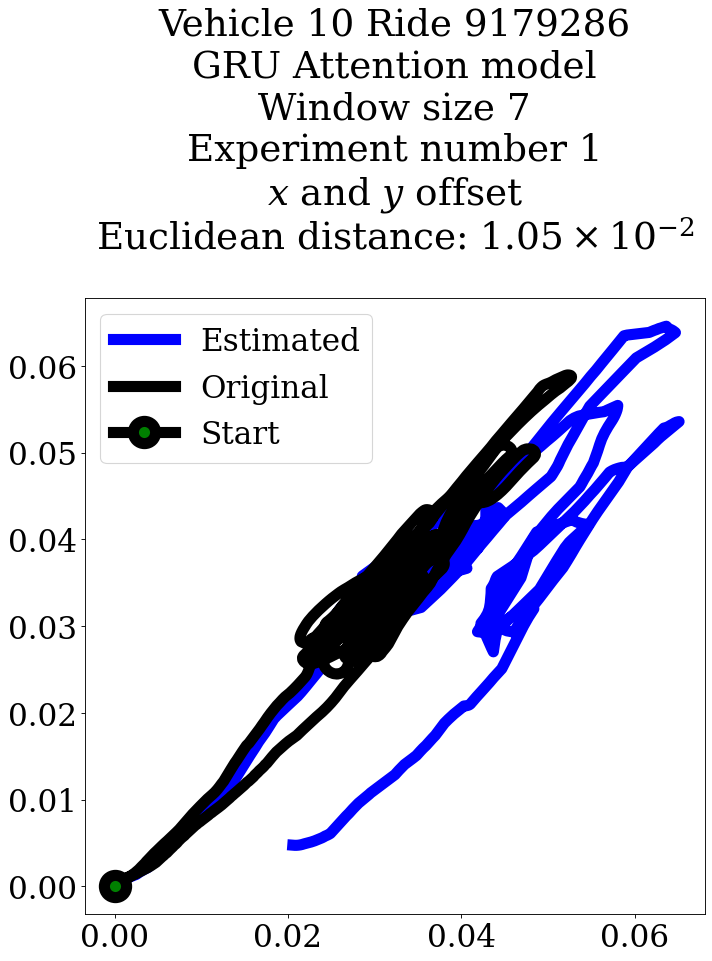 Vehicle 10 Ride 9179286
GRU Attention model
Window size 7
Experiment number 1
x and y offset
Euclidean distance: 1.05 × 10⁻²
Estimated
Original
Start
0.06
0.05
0.04
0.03
0.02
0.01
0.00
0.00 0.02 0.04 0.06